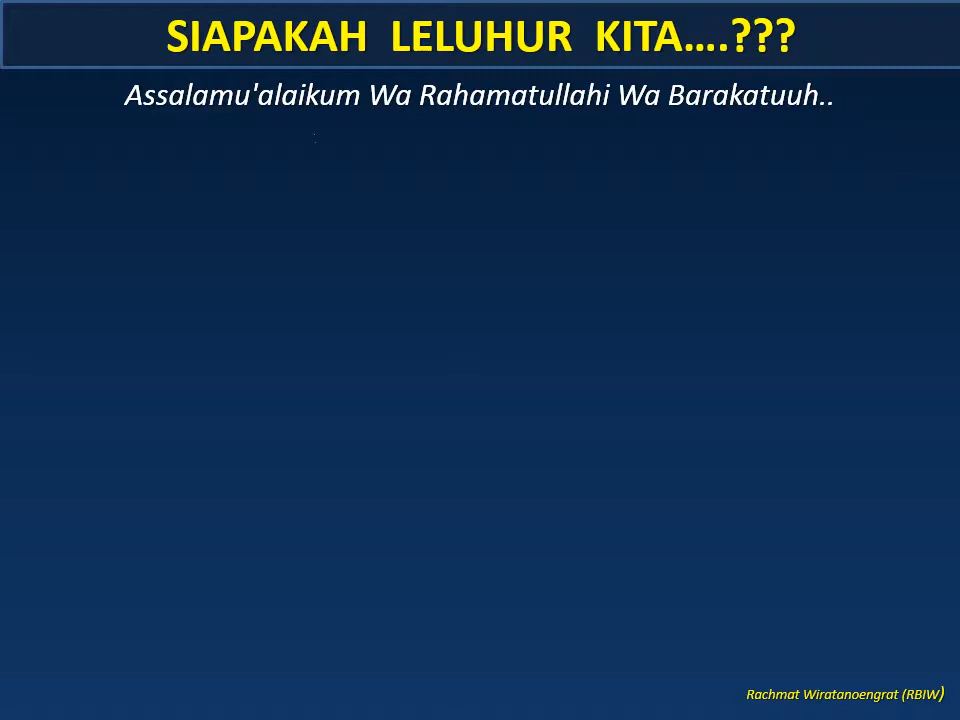 SIAPAKAH LELUHUR KITA….???
Assalamu'alaikum Wa Rahamatullahi Wa Barakatuuh..
Rachmat Wiratanoengrat (RBIW)